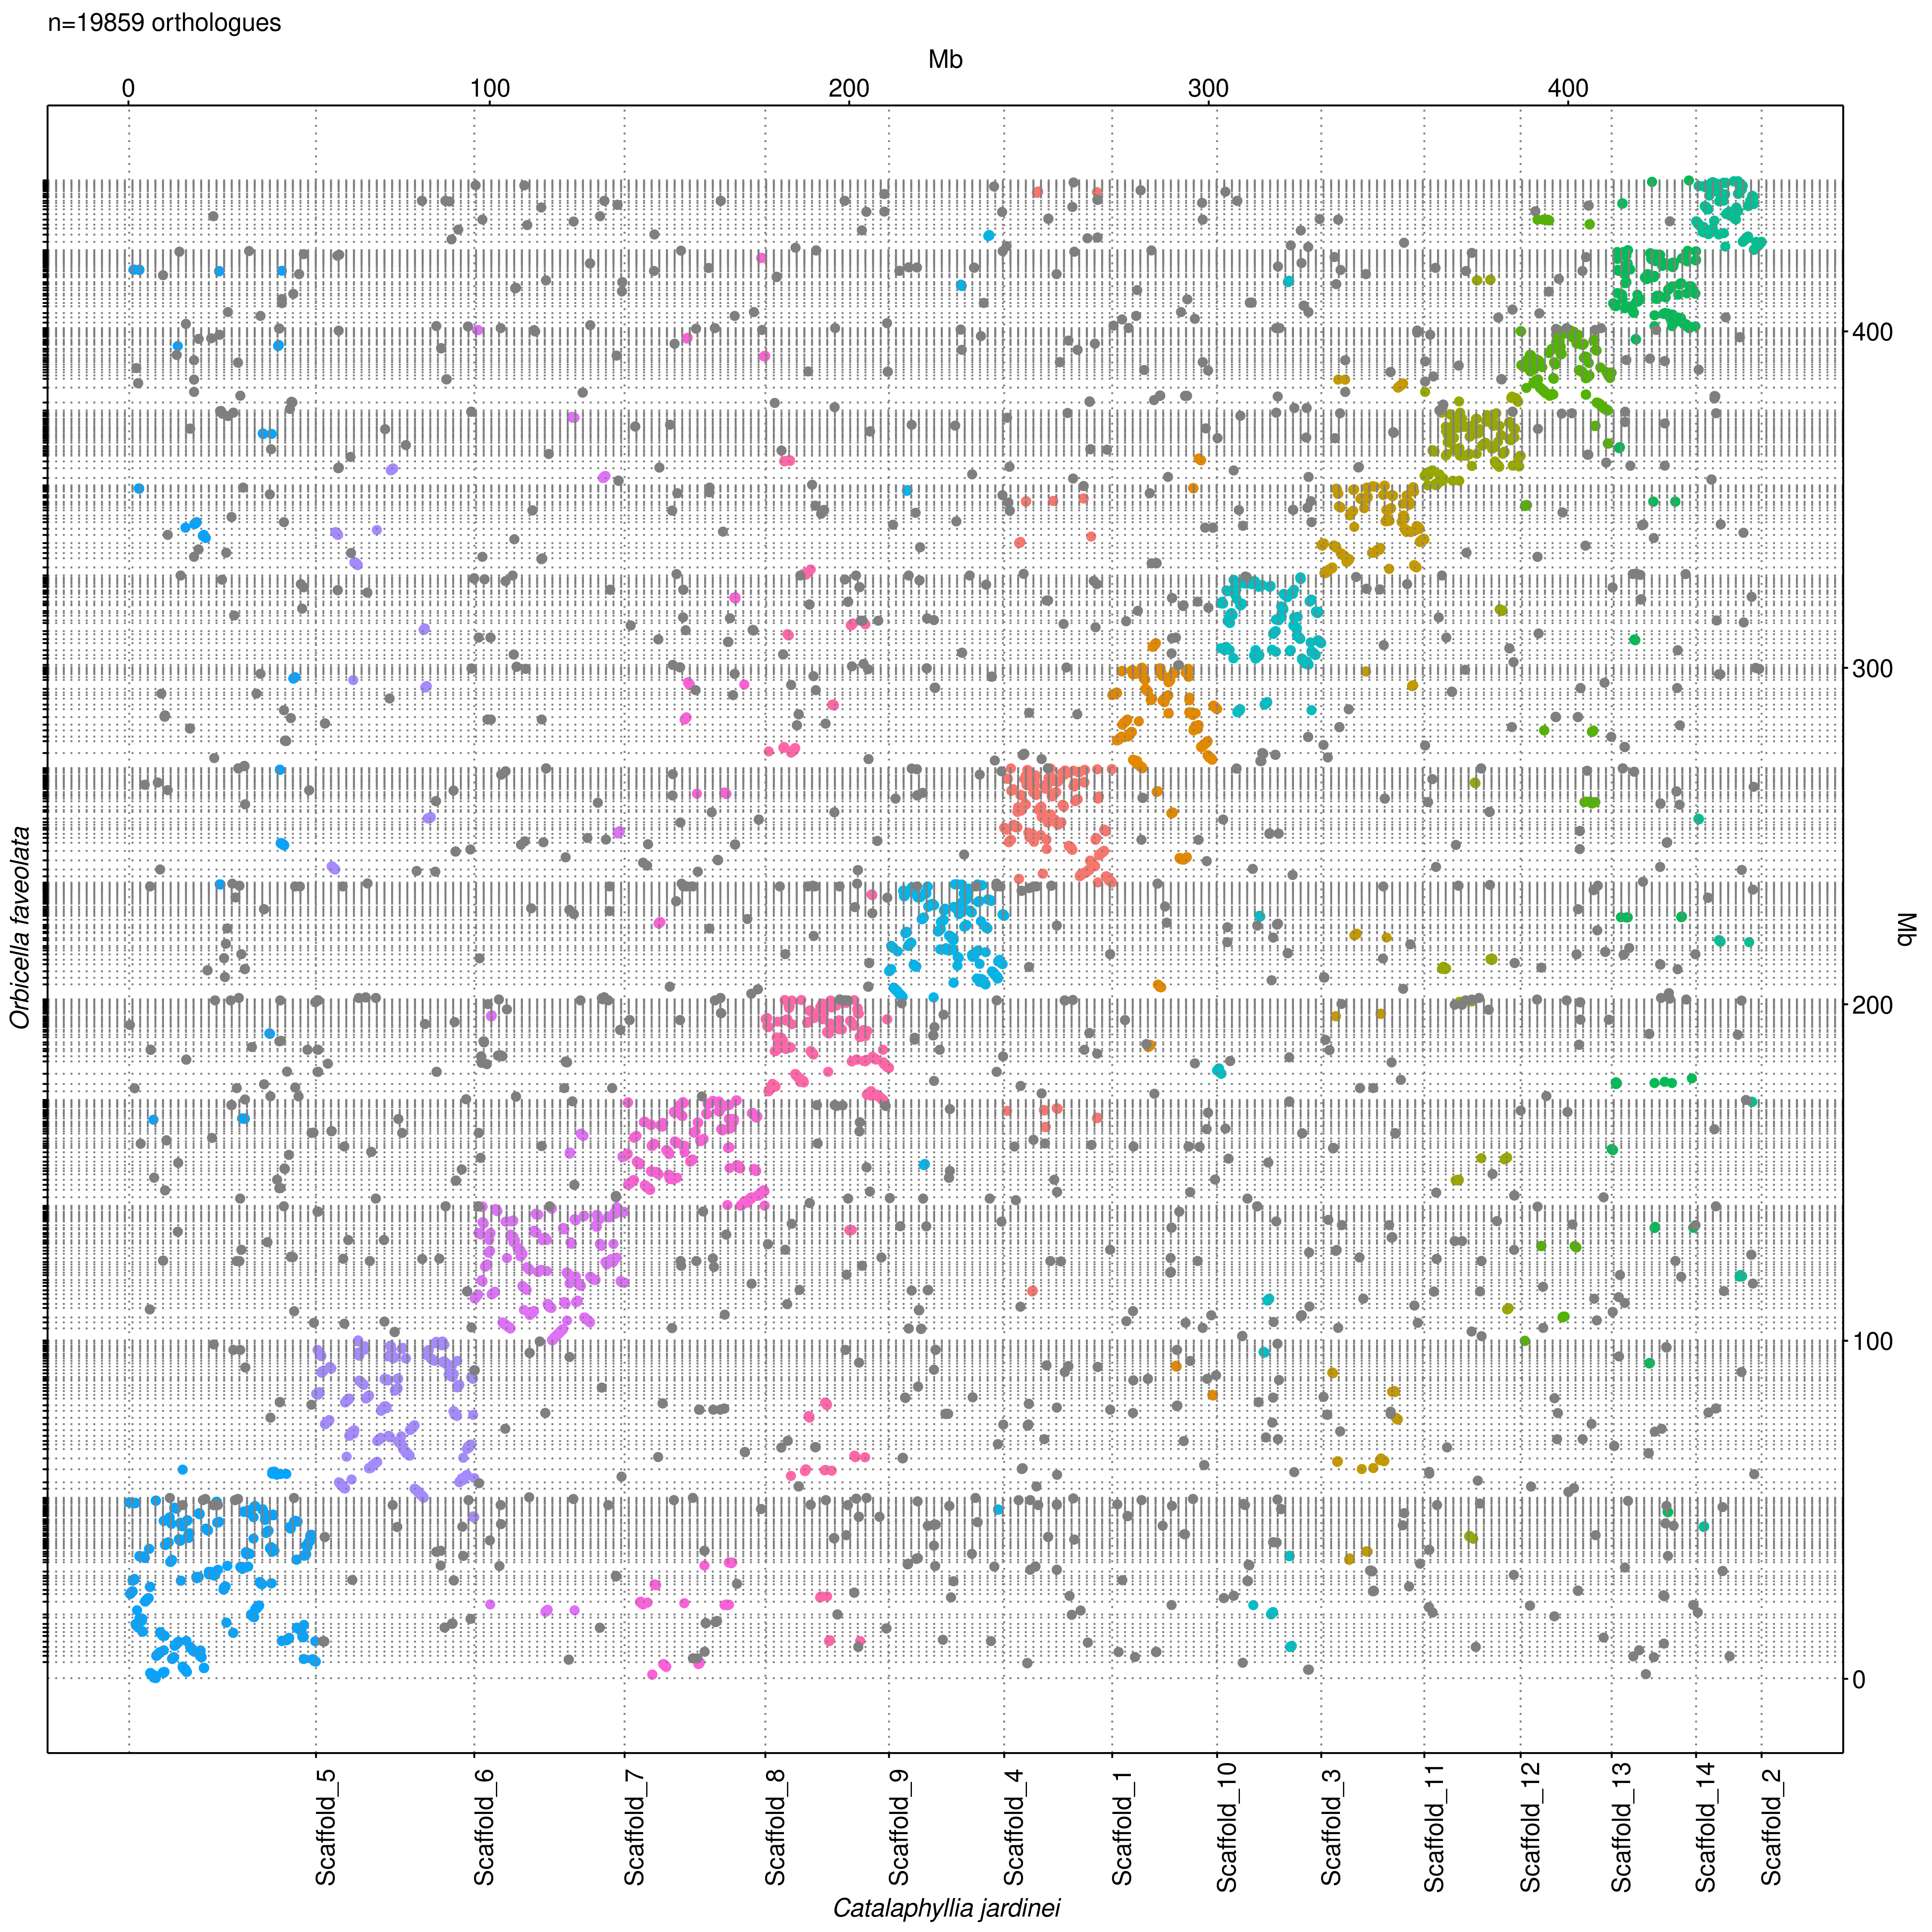 n=19859 orthologues
Mb
0 100 200 300 400
400
300
200
100
0
Mb
Orbicella faveolata
Scaffold_5
Scaffold_6
Scaffold_7
Scaffold_8
Scaffold_9
Scaffold_4
Scaffold_1
Scaffold_10
Scaffold_3
Scaffold_11
Scaffold_12
Scaffold_13
Scaffold_14
Scaffold_2
Catalaphyllia jardinei